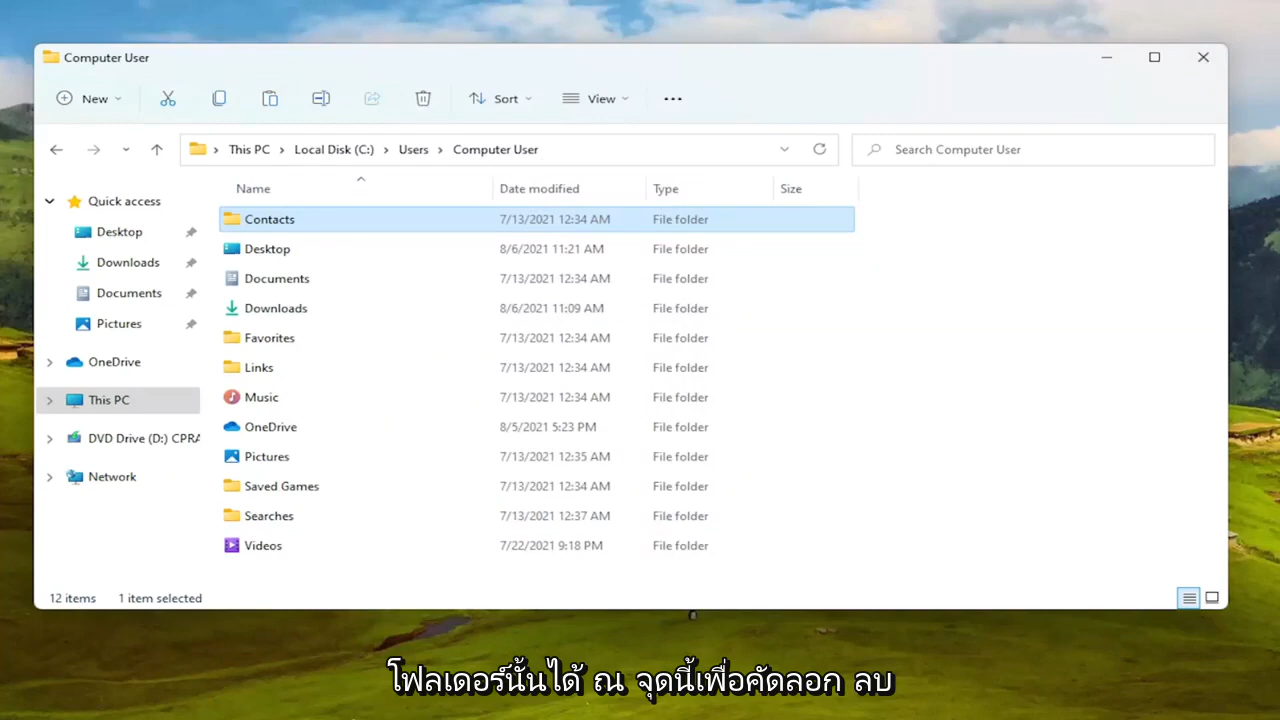 Computer User
New
Sort
View
This PC
Local Disk (C:)
Users
Computer User
Search Computer User
Name
Date modified
Type
Size
Quick access
Desktop
Downloads
Documents
Pictures
OneDrive
This PC
DVD Drive (D:) CPRA
Network
Contacts 7/13/2021 12:34 AM File folder
Desktop 8/6/2021 11:21 AM File folder
Documents 7/13/2021 12:34 AM File folder
Downloads 8/6/2021 11:09 AM File folder
Favorites 7/13/2021 12:34 AM File folder
Links 7/13/2021 12:34 AM File folder
Music 7/13/2021 12:34 AM File folder
OneDrive 8/5/2021 5:23 PM File folder
Pictures 7/13/2021 12:35 AM File folder
Saved Games 7/13/2021 12:34 AM File folder
Searches 7/13/2021 12:37 AM File folder
Videos 7/22/2021 9:18 PM File folder
12 items
1 item selected
โฟลเดอร์นั้นได้ ณ จุดนี้เพื่อคัดลอก ลบ